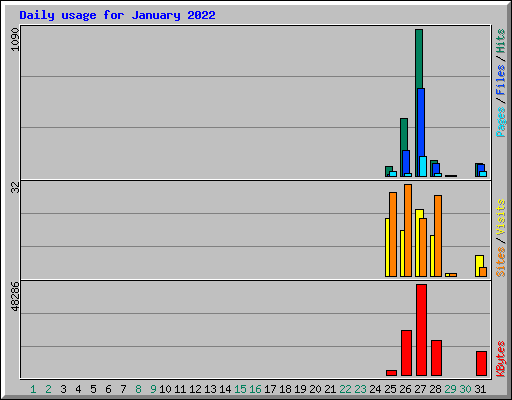 Daily usage for January 2022
1090
32
48286
Pages / Files / Hits
Sites / Visits
KBytes
1 2 3 4 5 6 7 8 9 10 11 12 13 14 15 16 17 18 19 20 21 22 23 24 25 26 27 28 29 30 31